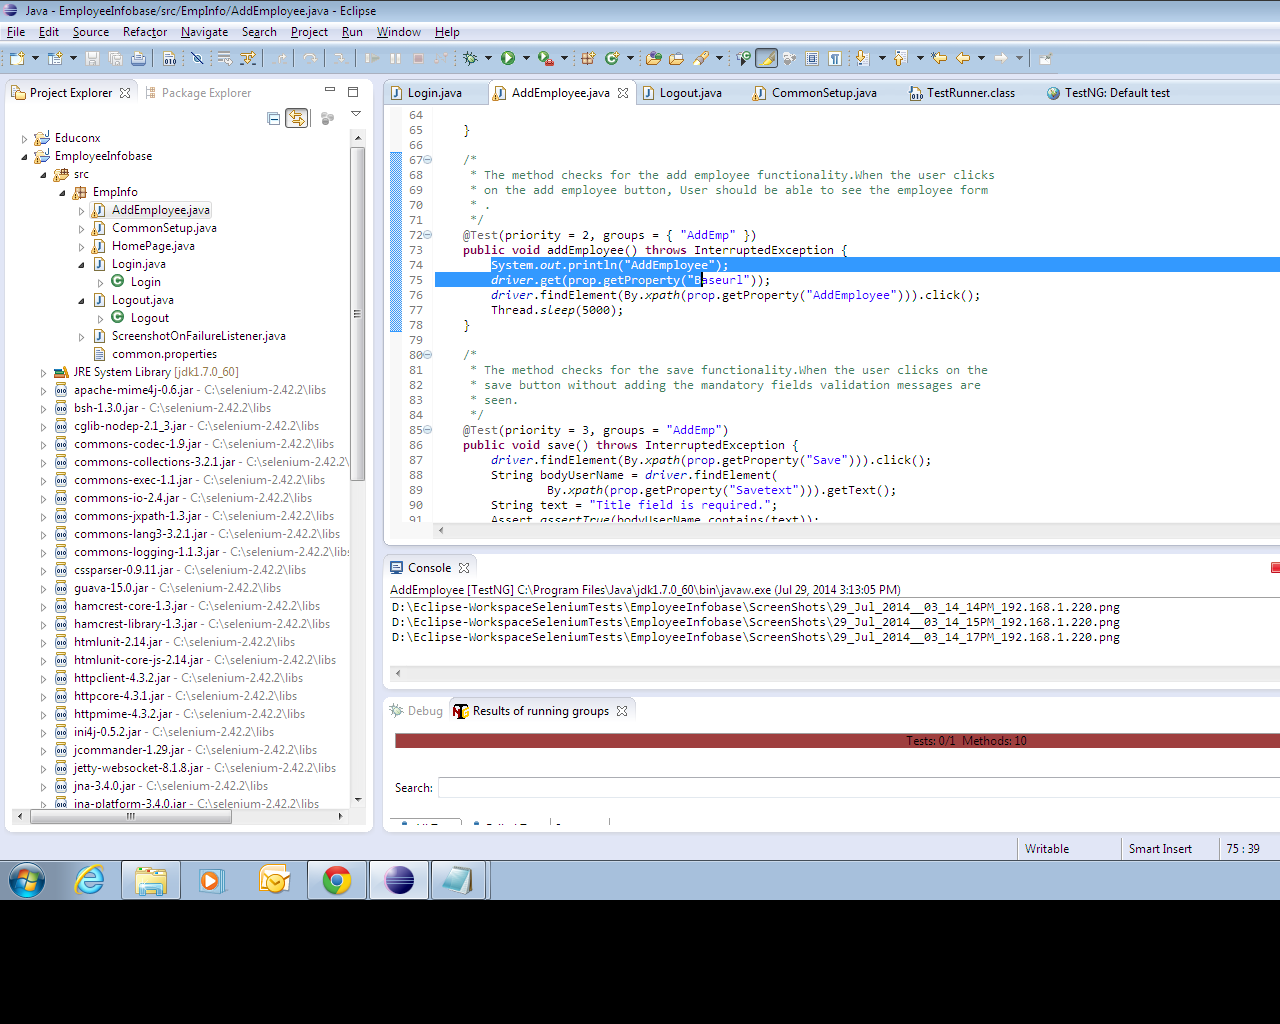 Java - EmployeeInfobase/src/EmpInfo/AddEmployee.java - Eclipse
File Edit Source Refactor Navigate Search Project Run Window Help
Project Explorer Package Explorer
Educonx
EmployeeInfobase
src
EmpInfo
AddEmployee.java
CommonSetup.java
HomePage.java
Login.java
Login
Logout.java
Logout
ScreenshotOnFailureListener.java
common.properties
JRE System Library [jdk1.7.0_60]
apache-mime4j-0.6.jar - C:\selenium-2.42.2\libs
bsh-1.3.0.jar - C:\selenium-2.42.2\libs
cglib-nodep-2.1_3.jar - C:\selenium-2.42.2\libs
commons-codec-1.9.jar - C:\selenium-2.42.2\libs
commons-collections-3.2.1.jar - C:\selenium-2.42.2\
commons-exec-1.1.jar - C:\selenium-2.42.2\libs
commons-io-2.4.jar - C:\selenium-2.42.2\libs
commons-jxpath-1.3.jar - C:\selenium-2.42.2\libs
commons-lang3-3.2.1.jar - C:\selenium-2.42.2\libs
commons-logging-1.1.3.jar - C:\selenium-2.42.2\libs
cssparser-0.9.11.jar - C:\selenium-2.42.2\libs
guava-15.0.jar - C:\selenium-2.42.2\libs
hamcrest-core-1.3.jar - C:\selenium-2.42.2\libs
hamcrest-library-1.3.jar - C:\selenium-2.42.2\libs
htmlunit-2.14.jar - C:\selenium-2.42.2\libs
htmlunit-core-js-2.14.jar - C:\selenium-2.42.2\libs
httpclient-4.3.2.jar - C:\selenium-2.42.2\libs
httpcore-4.3.1.jar - C:\selenium-2.42.2\libs
httpmime-4.3.2.jar - C:\selenium-2.42.2\libs
ini4j-0.5.2.jar - C:\selenium-2.42.2\libs
jcommander-1.29.jar - C:\selenium-2.42.2\libs
jetty-websocket-8.1.8.jar - C:\selenium-2.42.2\libs
jna-3.4.0.jar - C:\selenium-2.42.2\libs
jna-platform-3.4.0.jar - C:\selenium-2.42.2\libs
Login.java AddEmployee.java Logout.java CommonSetup.java TestRunner.class TestNG: Default test
64
65 }
66
67 /*
68 * The method checks for the add employee functionality.When the user clicks
69 * on the add employee button, User should be able to see the employee form
70 * .
71 */
72 @Test(priority = 2, groups = { "AddEmp" })
73 public void addEmployee() throws InterruptedException {
74 System.out.println("AddEmployee");
75 driver.get(prop.getProperty("Baseurl"));
76 driver.findElement(By.xpath(prop.getProperty("AddEmployee"))).click();
77 Thread.sleep(5000);
78 }
79
80 /*
81 * The method checks for the save functionality.When the user clicks on the
82 * save button without adding the mandatory fields validation messages are
83 * seen.
84 */
85 @Test(priority = 3, groups = "AddEmp")
86 public void save() throws InterruptedException {
87 driver.findElement(By.xpath(prop.getProperty("Save"))).click();
88 String bodyUserName = driver.findElement(
89 By.xpath(prop.getProperty("Savetext"))).getText();
90 String text = "Title field is required.";
91 Assert.assertTrue(bodyUserName.contains(text));
Console
AddEmployee [TestNG] C:\Program Files\Java\jdk1.7.0_60\bin\javaw.exe (Jul 29, 2014 3:13:05 PM)
D:\Eclipse-WorkspaceSeleniumTests\EmployeeInfobase\ScreenShots\29_Jul_2014__03_14_14PM_192.168.1.220.png
D:\Eclipse-WorkspaceSeleniumTests\EmployeeInfobase\ScreenShots\29_Jul_2014__03_14_15PM_192.168.1.220.png
D:\Eclipse-WorkspaceSeleniumTests\EmployeeInfobase\ScreenShots\29_Jul_2014__03_14_17PM_192.168.1.220.png
Debug Results of running groups
Tests: 0/1 Methods: 10
Search:
Writable Smart Insert 75 : 39